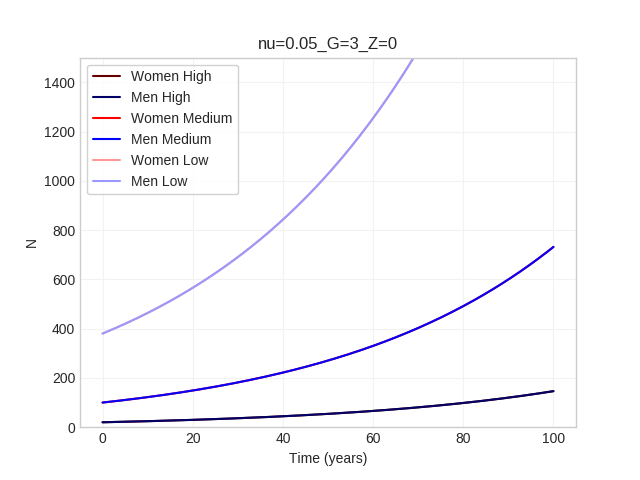 nu=0.05_G=3_Z=0
Women High
Men High
Women Medium
Men Medium
Women Low
Men Low
1400
1200
1000
800
600
400
200
0
N
0 20 40 60 80 100
Time (years)